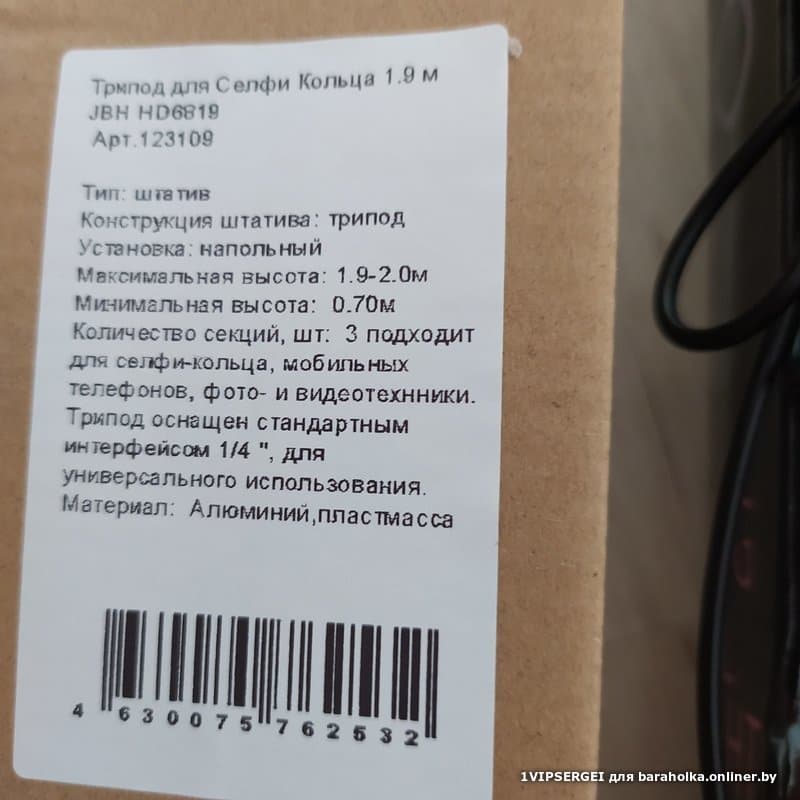 Трипод для Селфи Кольца 1.9 м
JBH HD6819
Арт.123109
Тип: штатив
Конструкция штатива: трипод
Установка: напольный
Максимальная высота: 1.9-2.0м
Минимальная высота: 0.70м
Количество секций, шт: 3 подходит
для селфи-кольца, мобильных
телефонов, фото- и видеотехнники.
Трипод оснащен стандартным
интерфейсом 1/4 ", для
универсального использования.
Материал: Алюминий,пластмасса
4 630075 762532
1VIPSERGEI для baraholka.onliner.by